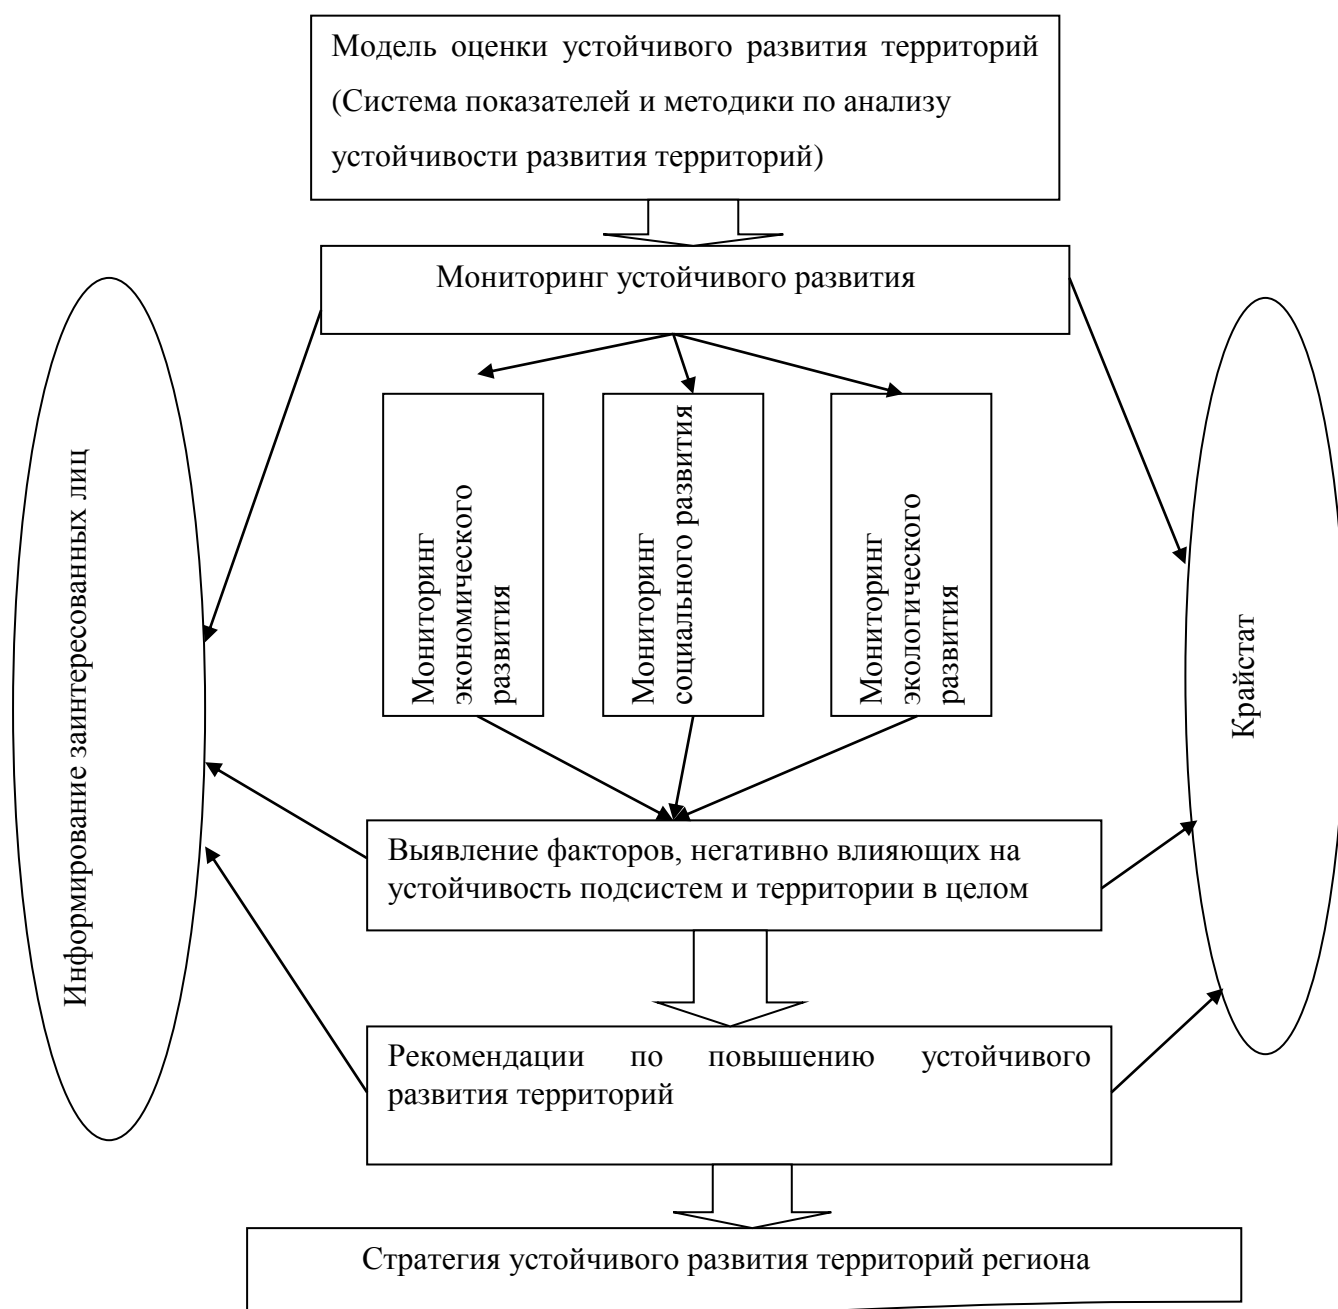 Модель оценки устойчивого развития территорий
(Система показателей и методики по анализу
устойчивости развития территорий)
Мониторинг устойчивого развития
Информирование заинтересованных лиц
Мониторинг
экономического
развития
Мониторинг
социального развития
Мониторинг
экологического
развития
Крайстат
Выявление факторов, негативно влияющих на
устойчивость подсистем и территории в целом
Рекомендации по повышению устойчивого
развития территорий
Стратегия устойчивого развития территорий региона